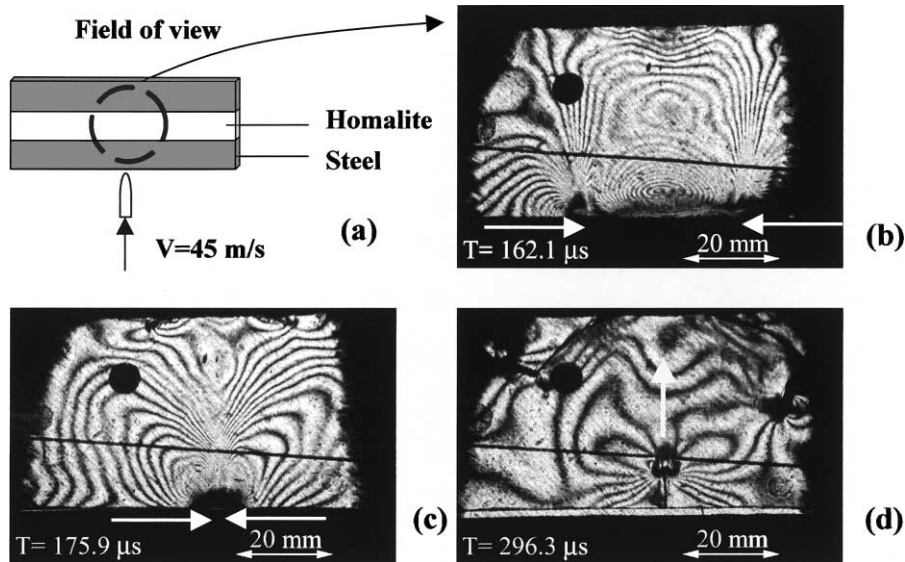 Field of view
Homalite
Steel
(a)
V=45 m/s
T= 162.1 μs
20 mm
(b)
T= 175.9 μs
20 mm
(c)
T= 296.3 μs
20 mm
(d)